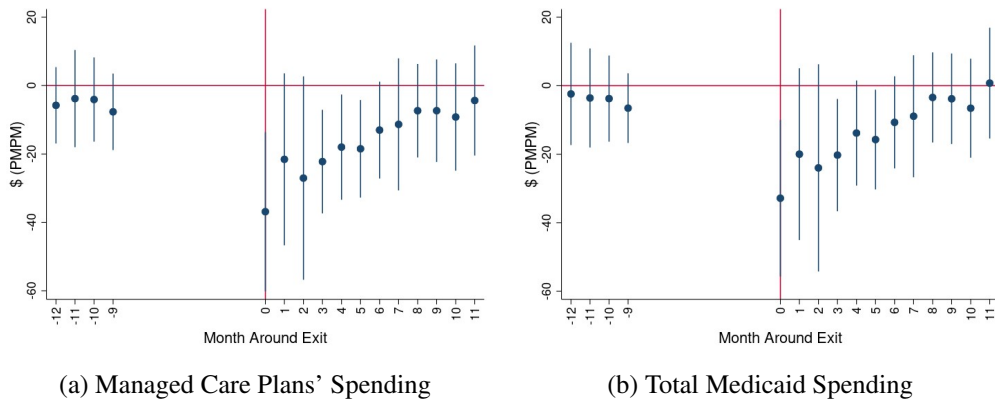 20
0
-20
-40
-60
$ (PMPM)
-12 -11 -10 -9 0 1 2 3 4 5 6 7 8 9 10 11
Month Around Exit
(a) Managed Care Plans' Spending
20
0
-20
-40
-60
$ (PMPM)
-12 -11 -10 -9 0 1 2 3 4 5 6 7 8 9 10 11
Month Around Exit
(b) Total Medicaid Spending